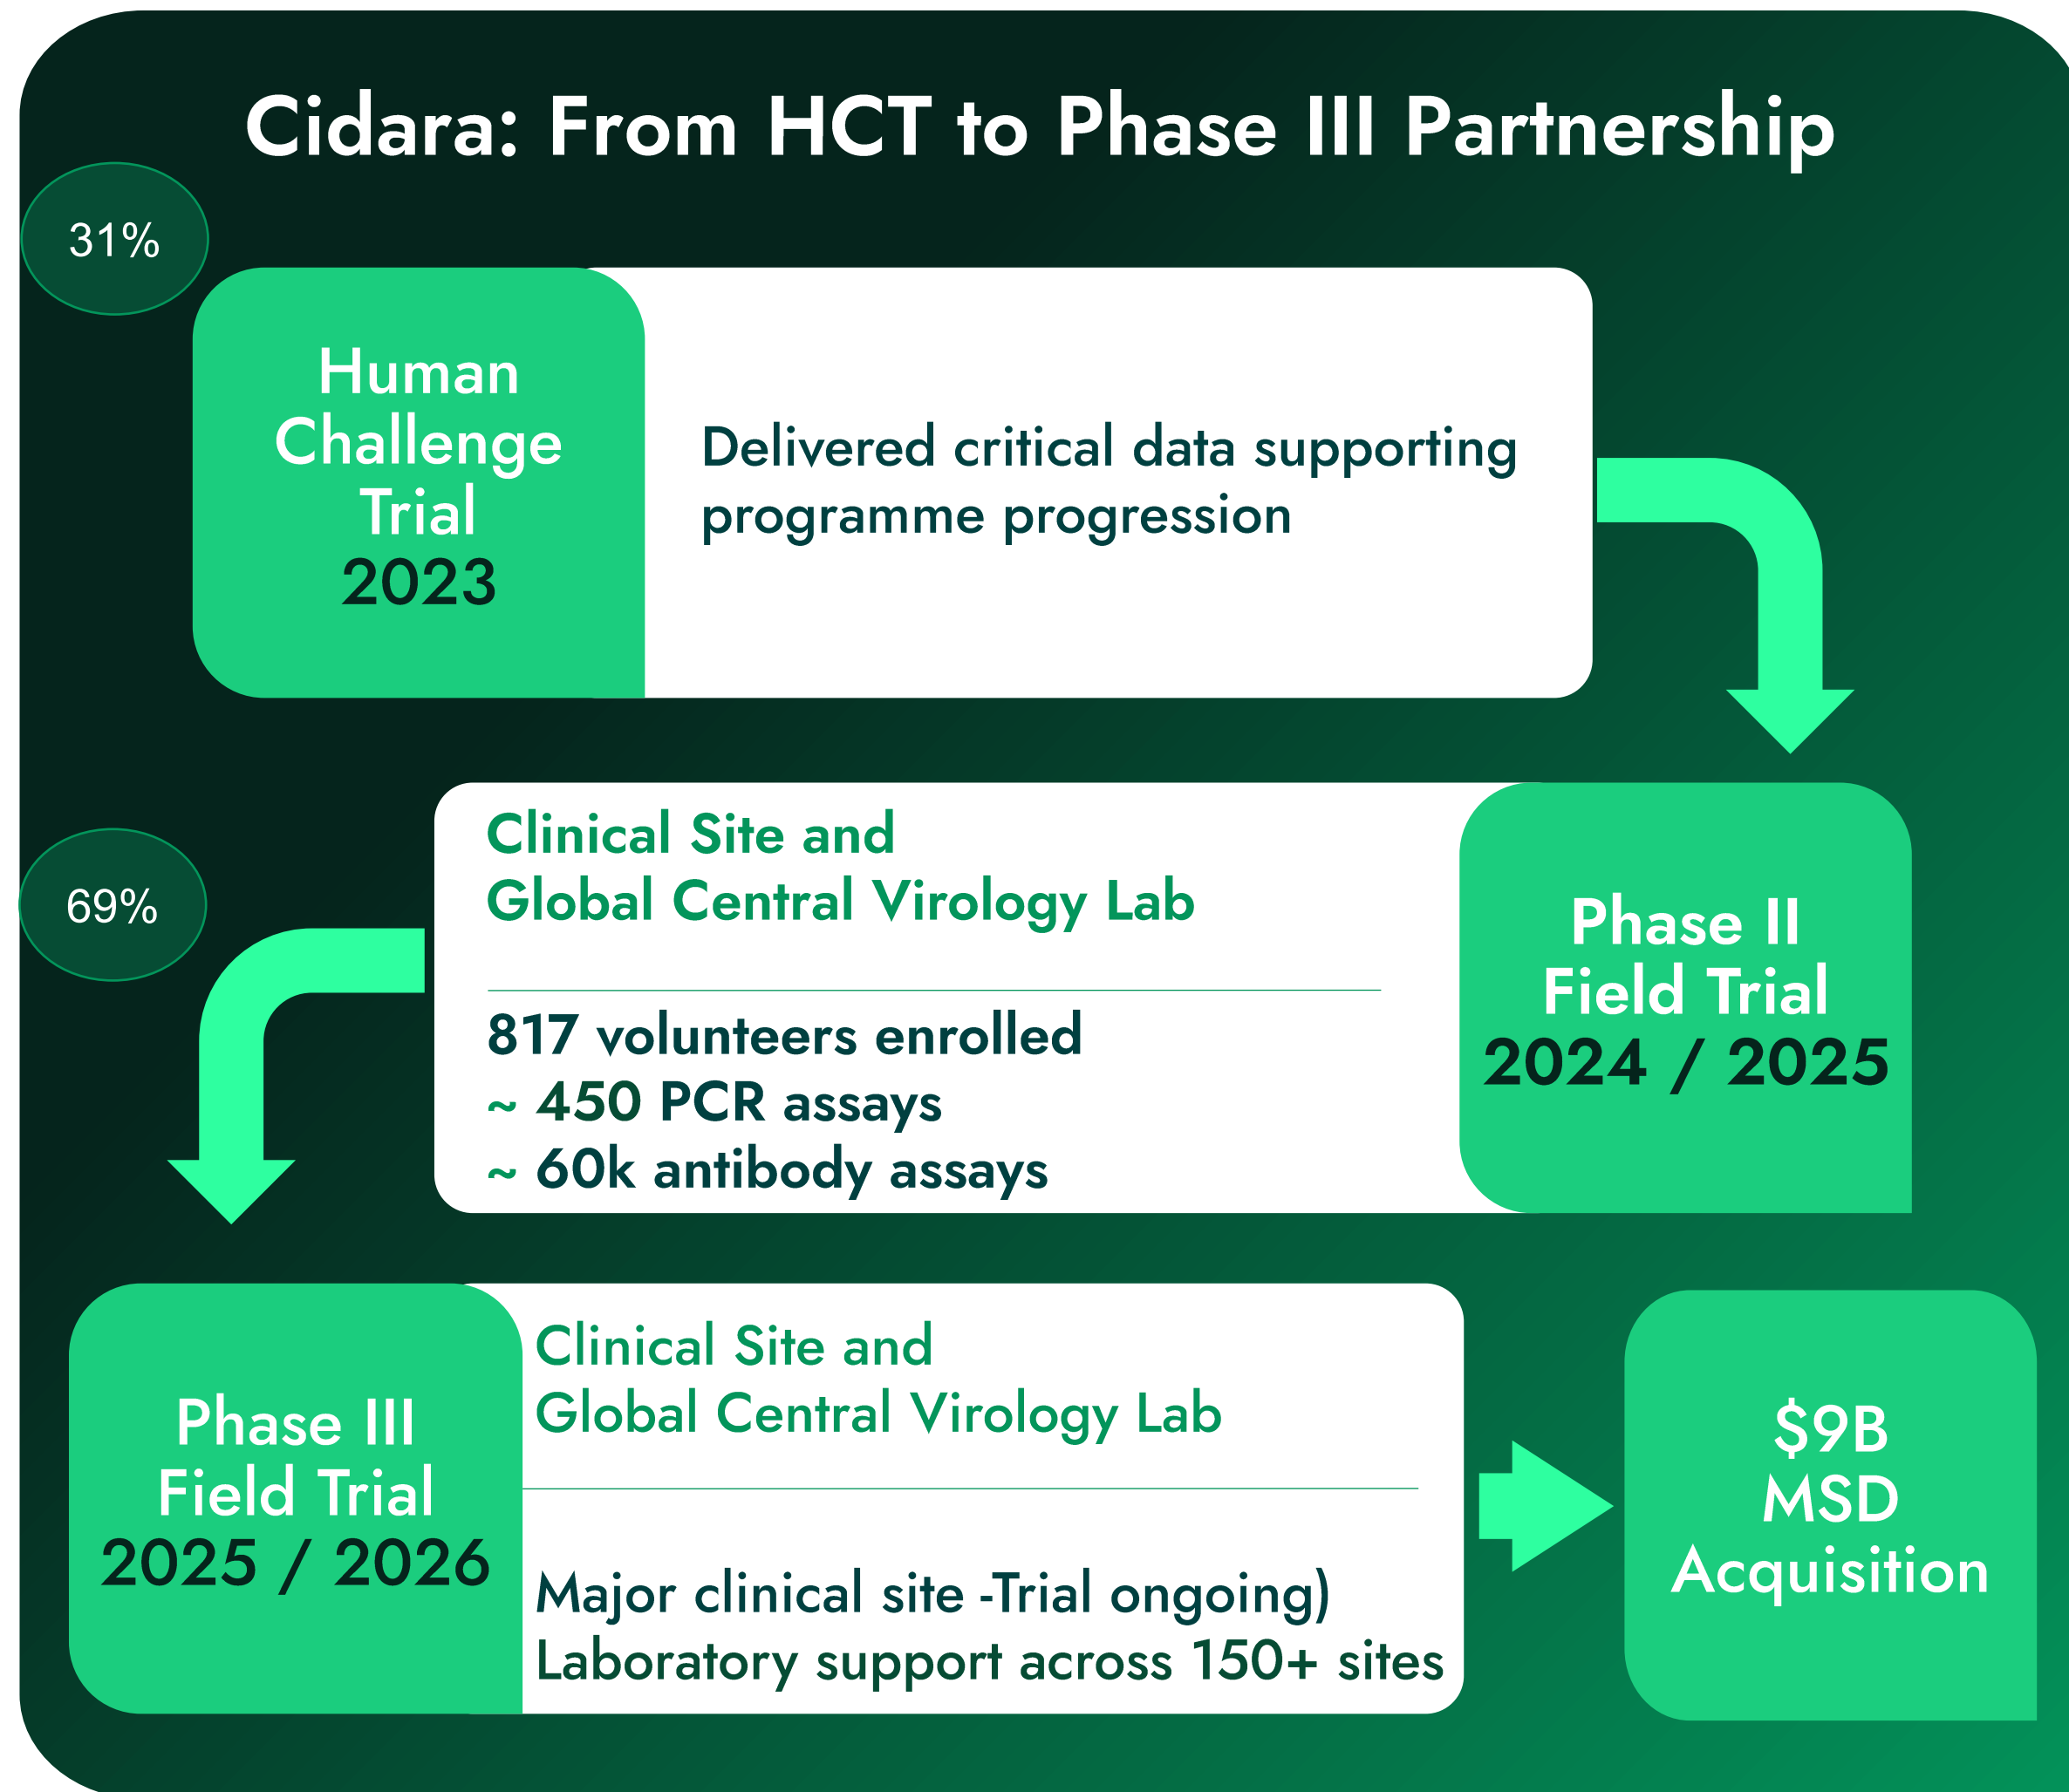 Cidara: From HCT to Phase III Partnership
31%
Human
Challenge
Trial
2023
Delivered critical data supporting
programme progression
69%
Clinical Site and
Global Central Virology Lab
817 volunteers enrolled
~ 450 PCR assays
~ 60k antibody assays
Phase II
Field Trial
2024 / 2025
Phase III
Field Trial
2025 / 2026
Clinical Site and
Global Central Virology Lab
Major clinical site -Trial ongoing)
Laboratory support across 150+ sites
$9B
MSD
Acquisition